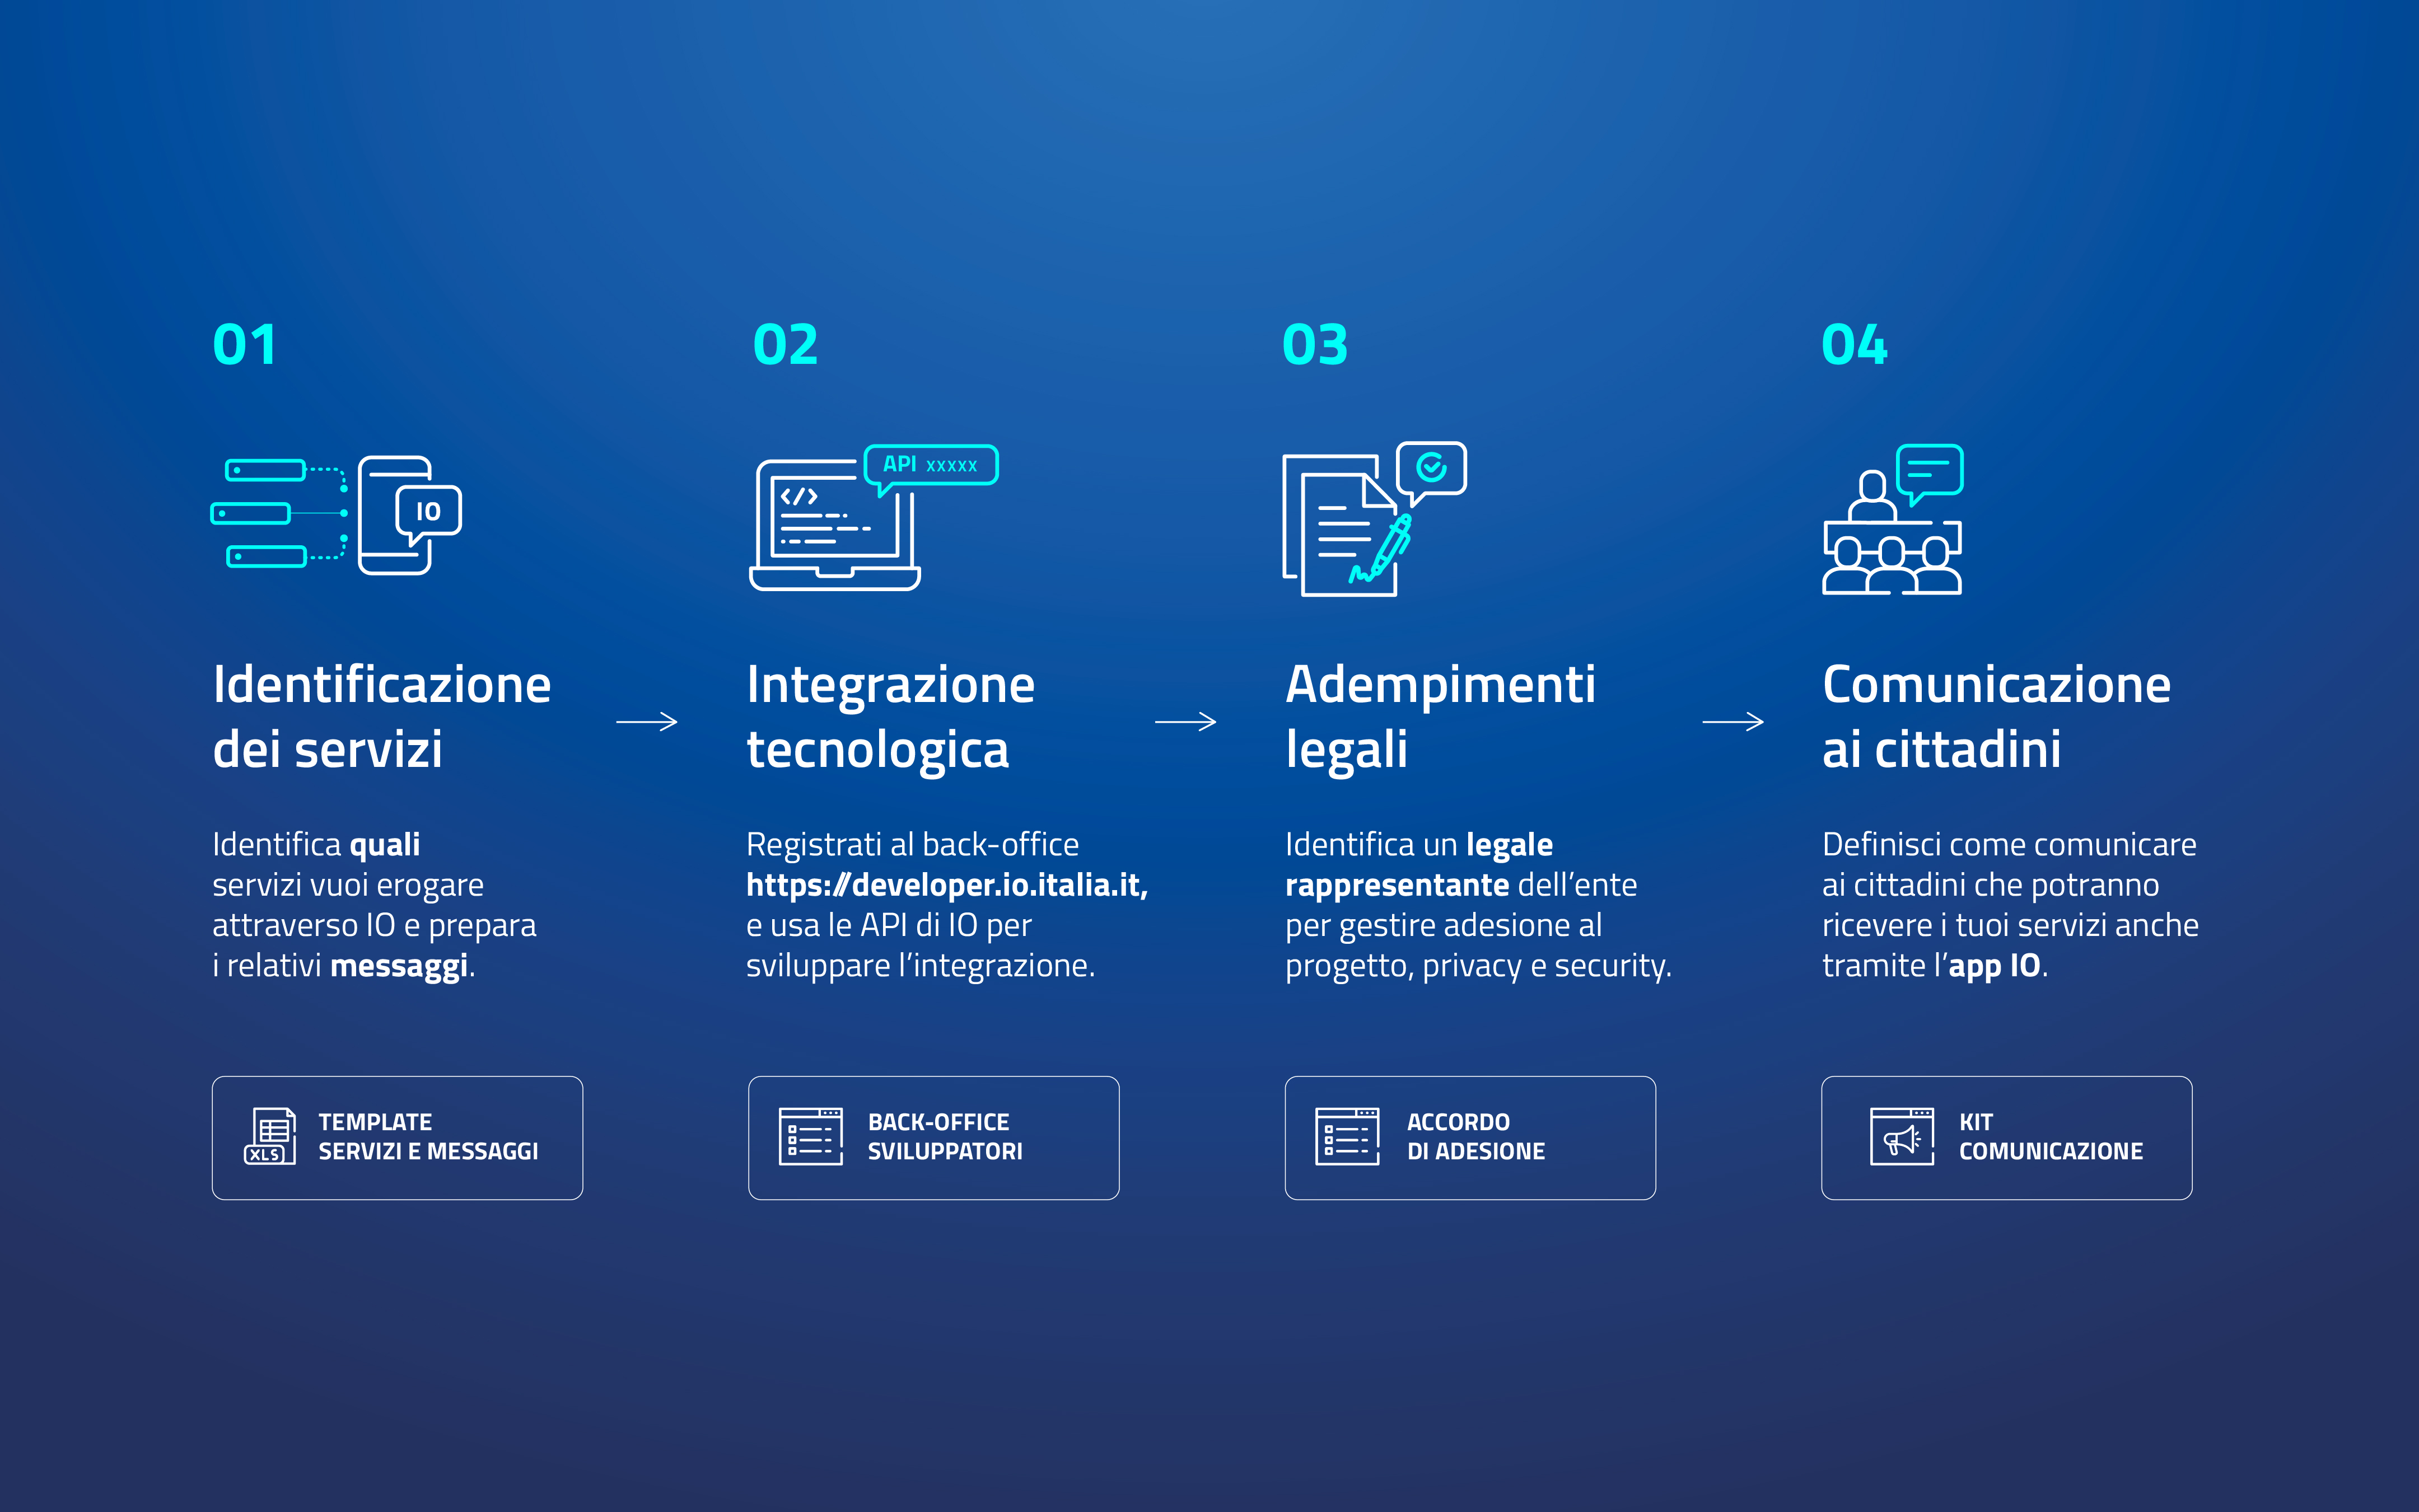 01
IO
Identificazione
dei servizi
Identifica quali
servizi vuoi erogare
attraverso IO e prepara
i relativi messaggi.
XLS
TEMPLATE
SERVIZI E MESSAGGI
02
API xxxxx
</>
Integrazione
tecnologica
Registrati al back-office
https://developer.io.italia.it,
e usa le API di IO per
sviluppare l’integrazione.
BACK-OFFICE
SVILUPPATORI
03
Adempimenti
legali
Identifica un legale
rappresentante dell’ente
per gestire adesione al
progetto, privacy e security.
ACCORDO
DI ADESIONE
04
Comunicazione
ai cittadini
Definisci come comunicare
ai cittadini che potranno
ricevere i tuoi servizi anche
tramite l’app IO.
KIT
COMUNICAZIONE